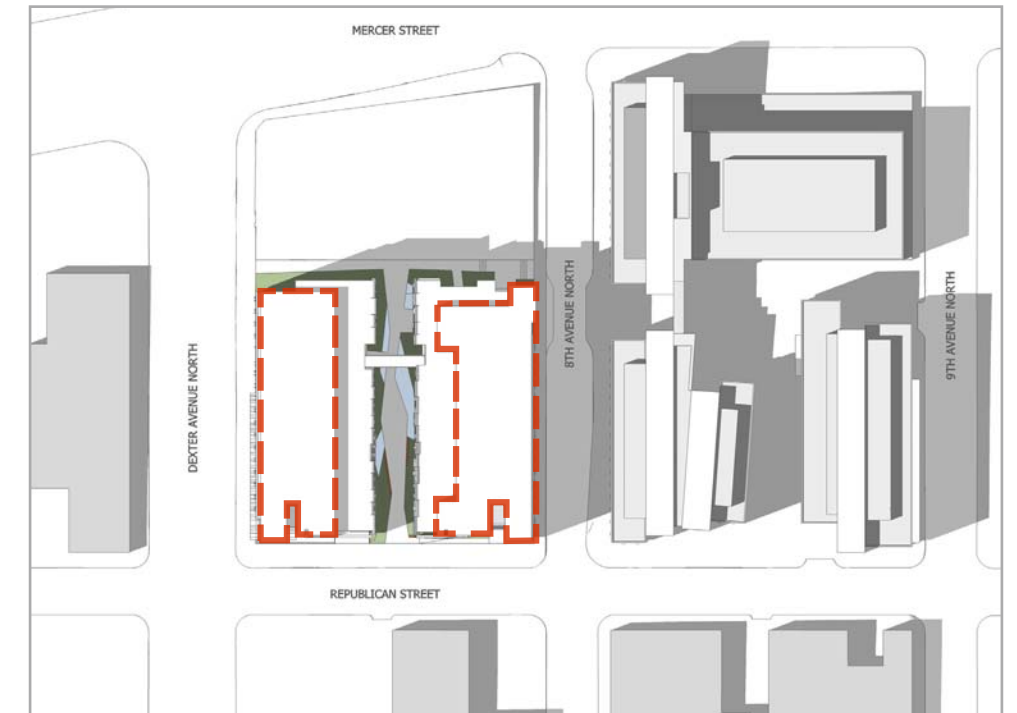 MERCER STREET
DEXTER AVENUE NORTH
8TH AVENUE NORTH
9TH AVENUE NORTH
REPUBLICAN STREET